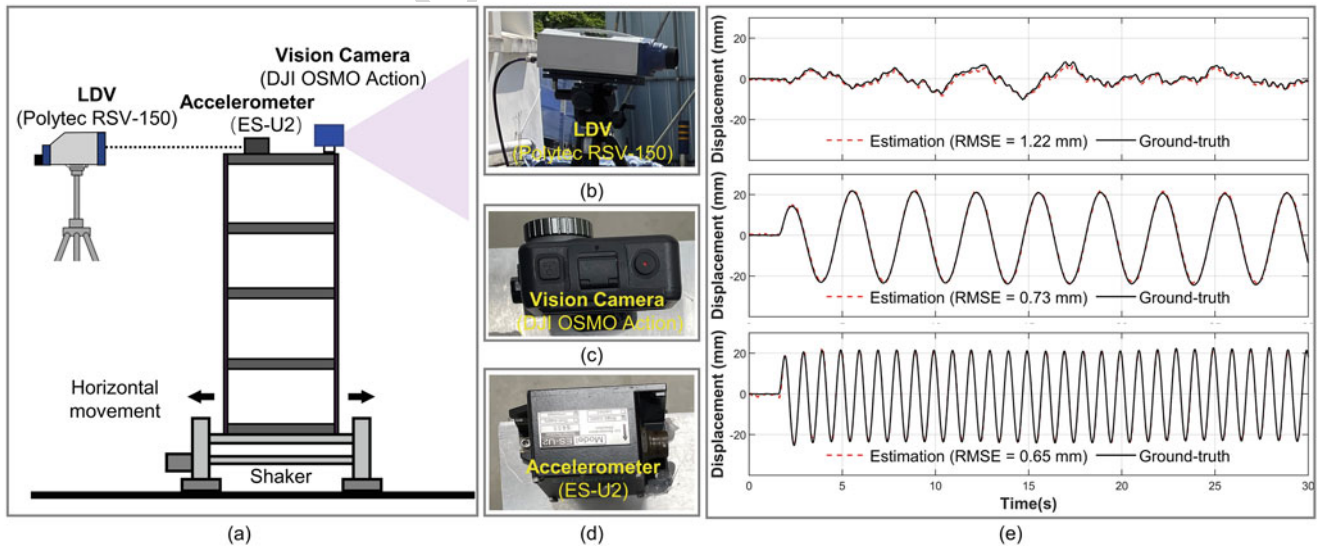 Vision Camera
(DJI OSMO Action)
LDV
(Polytec RSV-150)
Accelerometer
(ES-U2)
Horizontal
movement
Shaker
(a)
LDV
(Polytec RSV-150)
(b)
Vision Camera
(DJI OSMO Action)
(c)
Model ES-U2
Accelerometer
(ES-U2)
(d)
Displacement (mm)
20
0
-20
Estimation (RMSE = 1.22 mm) Ground-truth
Displacement (mm)
20
0
-20
Estimation (RMSE = 0.73 mm) Ground-truth
Displacement (mm)
20
0
-20
Estimation (RMSE = 0.65 mm) Ground-truth
0 5 10 15 20 25 30
Time(s)
(e)